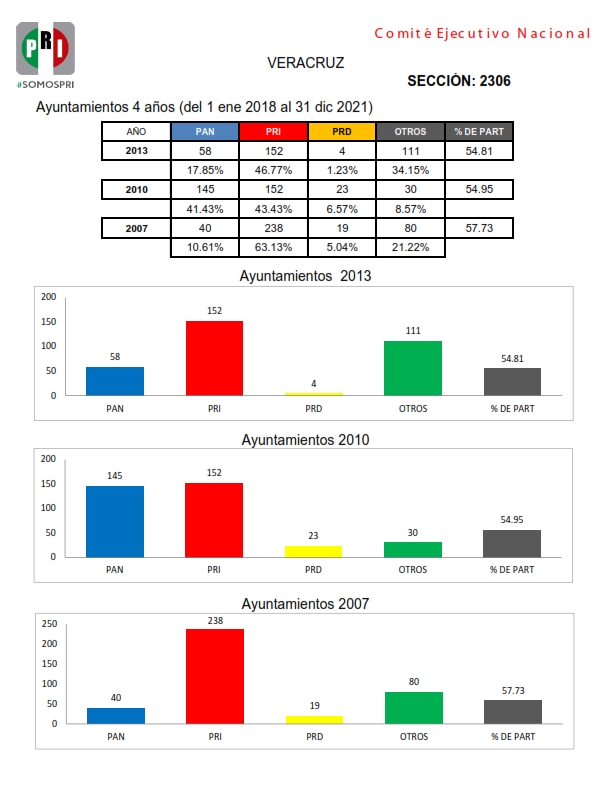 Comité Ejecutivo Nacional
PRI
#SOMOSPRI
VERACRUZ
SECCIÓN: 2306
Ayuntamientos 4 años (del 1 ene 2018 al 31 dic 2021)
AÑO PAN PRI PRD OTROS % DE PART
2013 58 152 4 111 54.81
17.85% 46.77% 1.23% 34.15%
2010 145 152 23 30 54.95
41.43% 43.43% 6.57% 8.57%
2007 40 238 19 80 57.73
10.61% 63.13% 5.04% 21.22%
Ayuntamientos 2013
200
150
100
50
0
58 152 4 111 54.81
PAN PRI PRD OTROS % DE PART
Ayuntamientos 2010
200
150
100
50
0
145 152 23 30 54.95
PAN PRI PRD OTROS % DE PART
Ayuntamientos 2007
250
200
150
100
50
0
40 238 19 80 57.73
PAN PRI PRD OTROS % DE PART